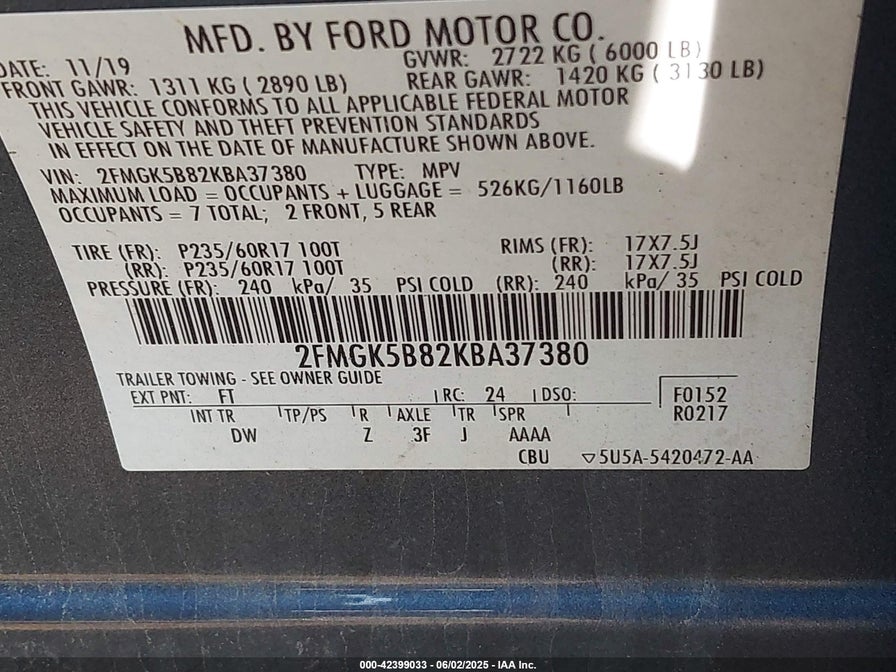 MFD. BY FORD MOTOR CO.
DATE: 11/19 GVWR: 2722 KG ( 6000 LB)
FRONT GAWR: 1311 KG ( 2890 LB) REAR GAWR: 1420 KG ( 3130 LB)
THIS VEHICLE CONFORMS TO ALL APPLICABLE FEDERAL MOTOR
VEHICLE SAFETY AND THEFT PREVENTION STANDARDS
IN EFFECT ON THE DATE OF MANUFACTURE SHOWN ABOVE.
VIN: 2FMGK5B82KBA37380 TYPE: MPV
MAXIMUM LOAD = OCCUPANTS + LUGGAGE = 526KG/1160LB
OCCUPANTS = 7 TOTAL; 2 FRONT, 5 REAR
TIRE (FR): P235/60R17 100T RIMS (FR): 17X7.5J
(RR): P235/60R17 100T (RR): 17X7.5J
PRESSURE (FR): 240 kPa/ 35 PSI COLD (RR): 240 kPa/ 35 PSI COLD
2FMGK5B82KBA37380
TRAILER TOWING - SEE OWNER GUIDE
EXT PNT: FT RC: 24 DSO: F0152
INT TR TP/PS R AXLE TR SPR R0217
DW Z 3F J AAAA
CBU ▽5U5A-5420472-AA
000-42399033 - 06/02/2025 - IAA Inc.